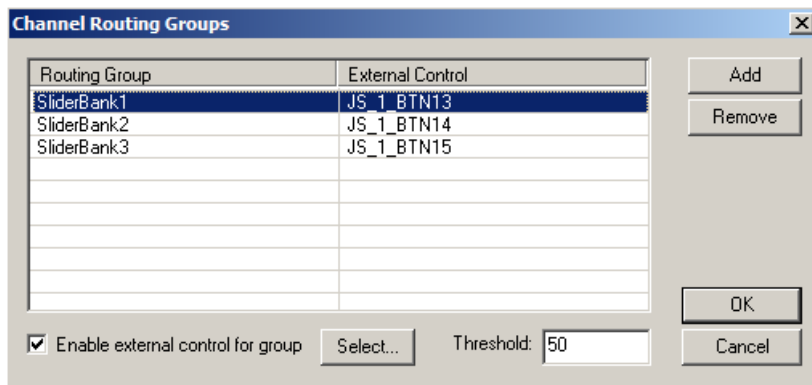 Channel Routing Groups
Routing Group External Control
SliderBank1 JS_1_BTN13
SliderBank2 JS_1_BTN14
SliderBank3 JS_1_BTN15
Add
Remove
OK
Cancel
Enable external control for group Select... Threshold: 50